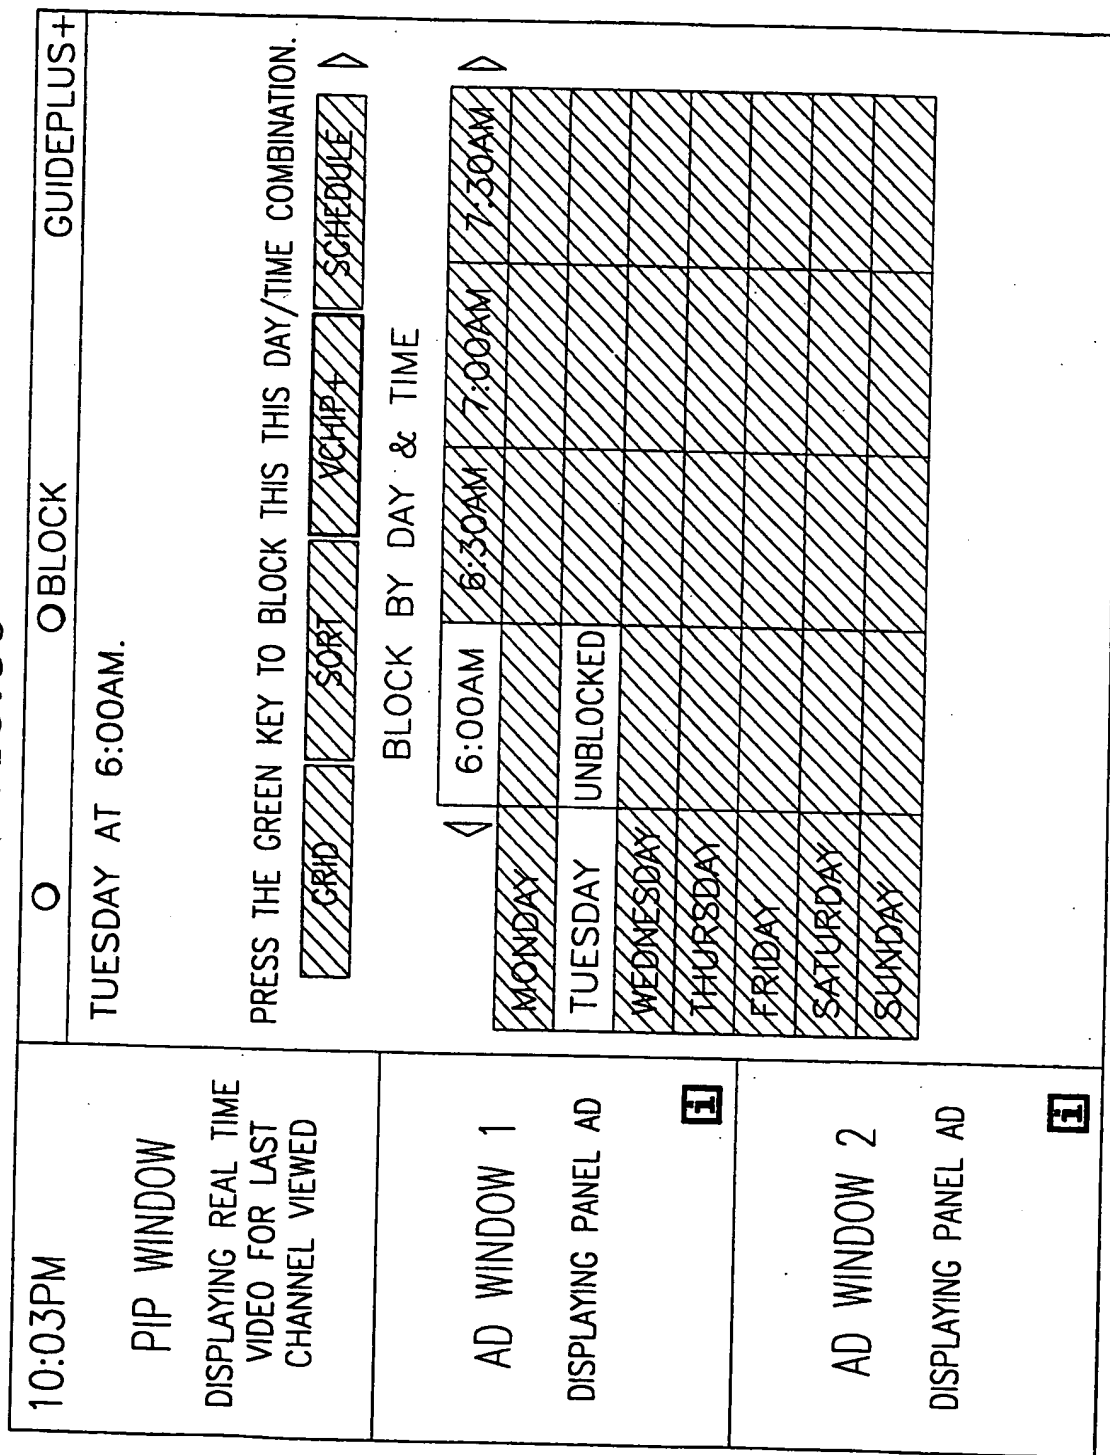 10:03PM
O BLOCK
GUIDEPLUS+
PIP WINDOW
DISPLAYING REAL TIME
VIDEO FOR LAST
CHANNEL VIEWED
TUESDAY AT 6:00AM.
PRESS THE GREEN KEY TO BLOCK THIS THIS DAY/TIME COMBINATION.
GRID SORT VCHIP+ SCHEDULE
BLOCK BY DAY & TIME
6:00AM 6:30AM 7:00AM 7:30AM
MONDAY
TUESDAY UNBLOCKED
WEDNESDAY
THURSDAY
FRIDAY
SATURDAY
SUNDAY
AD WINDOW 1
DISPLAYING PANEL AD
i
AD WINDOW 2
DISPLAYING PANEL AD
i